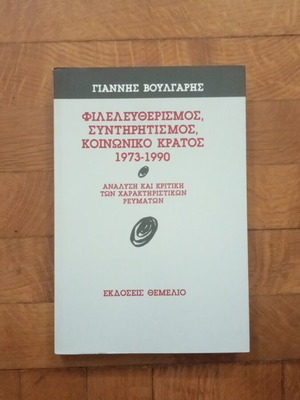 ΓΙΑΝΝΗΣ ΒΟΥΛΓΑΡΗΣ
ΦΙΛΕΛΕΥΘΕΡΙΣΜΟΣ,
ΣΥΝΤΗΡΗΤΙΣΜΟΣ,
ΚΟΙΝΩΝΙΚΟ ΚΡΑΤΟΣ
1973-1990
ΑΝΑΛΥΣΗ ΚΑΙ ΚΡΙΤΙΚΗ
ΤΩΝ ΧΑΡΑΚΤΗΡΙΣΤΙΚΩΝ
ΡΕΥΜΑΤΩΝ
ΕΚΔΟΣΕΙΣ ΘΕΜΕΛΙΟ